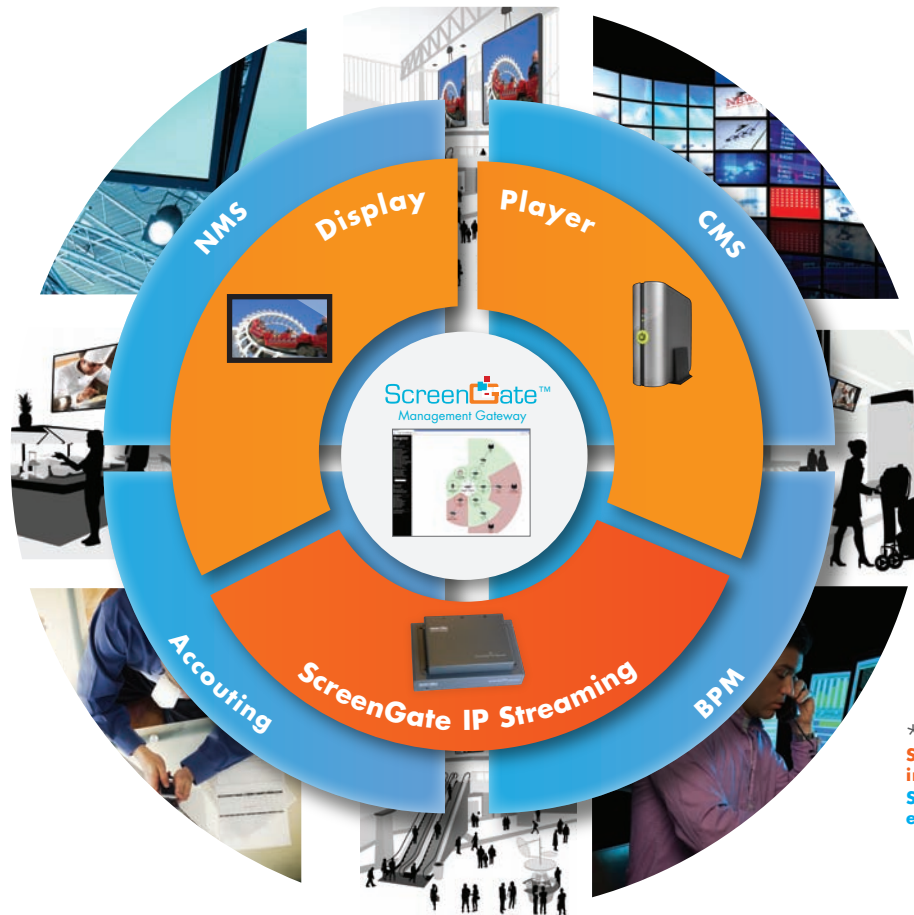 NMS
Display
Player
CMS
ScreenGate™
Management Gateway
Accouting
ScreenGate IP Streaming
BPM
*